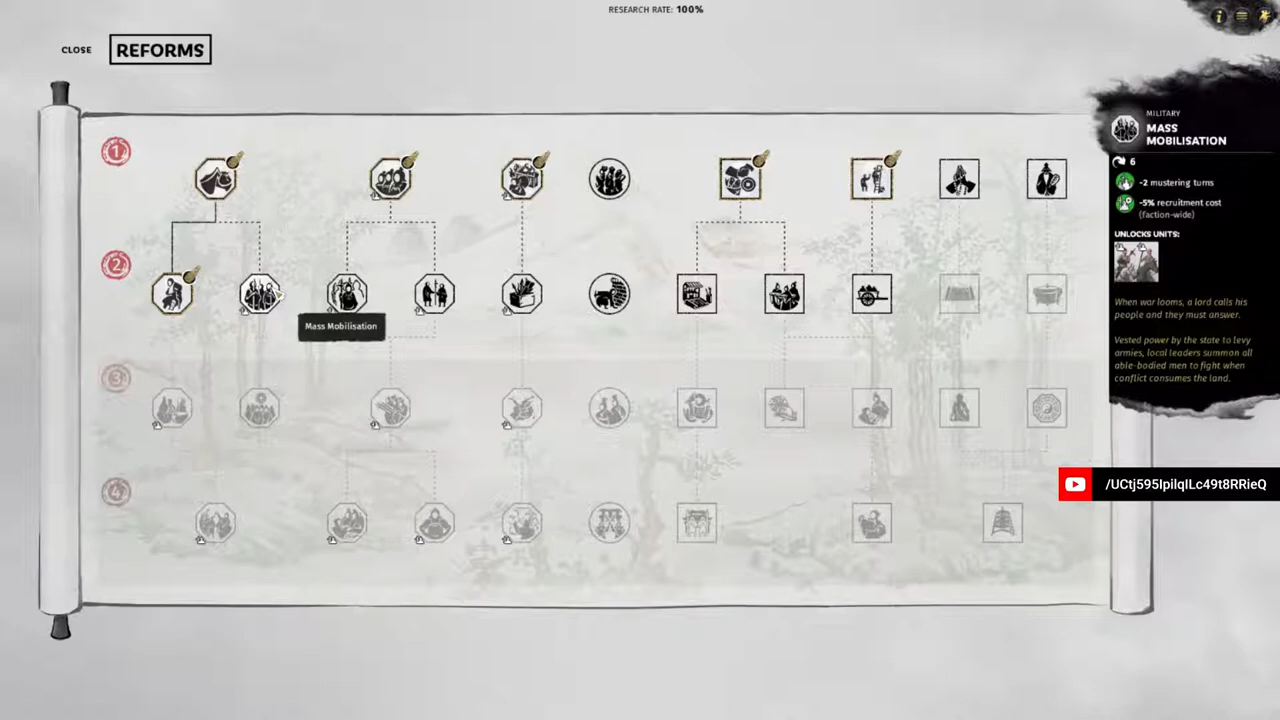 RESEARCH RATE: 100%
CLOSE
REFORMS
1
2
3
4
Mass Mobilisation
MILITARY
MASS
MOBILISATION
6
-2 mustering turns
-5% recruitment cost
(faction-wide)
UNLOCKS UNITS:
When war looms, a lord calls his
people and they must answer.
Vested power by the state to levy
armies, local leaders summon all
able-bodied men to fight when
conflict consumes the land.
/UCtj595IpilqILc49t8RRieQ